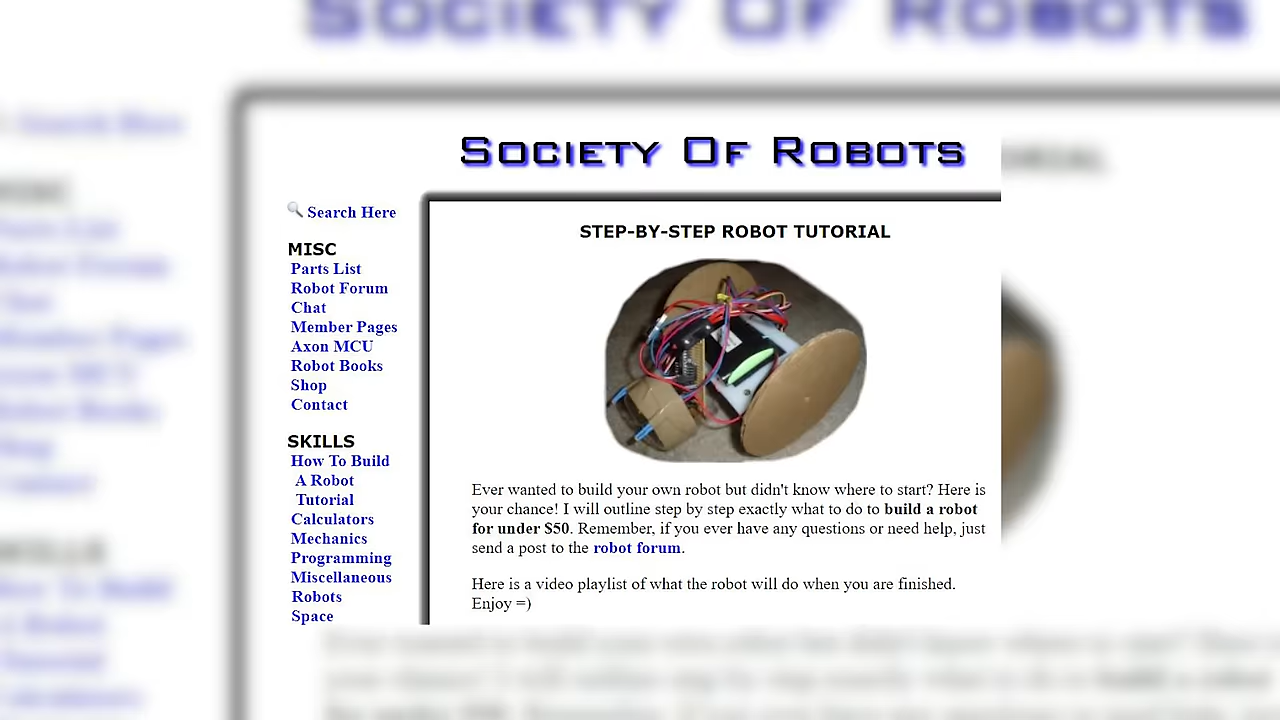 SOCIETY OF ROBOTS
Search Here
MISC
Parts List
Robot Forum
Chat
Member Pages
Axon MCU
Robot Books
Shop
Contact
SKILLS
How To Build
A Robot
Tutorial
Calculators
Mechanics
Programming
Miscellaneous
Robots
Space
STEP-BY-STEP ROBOT TUTORIAL
Ever wanted to build your own robot but didn't know where to start? Here is
your chance! I will outline step by step exactly what to do to build a robot
for under $50. Remember, if you ever have any questions or need help, just
send a post to the robot forum.
Here is a video playlist of what the robot will do when you are finished.
Enjoy =)